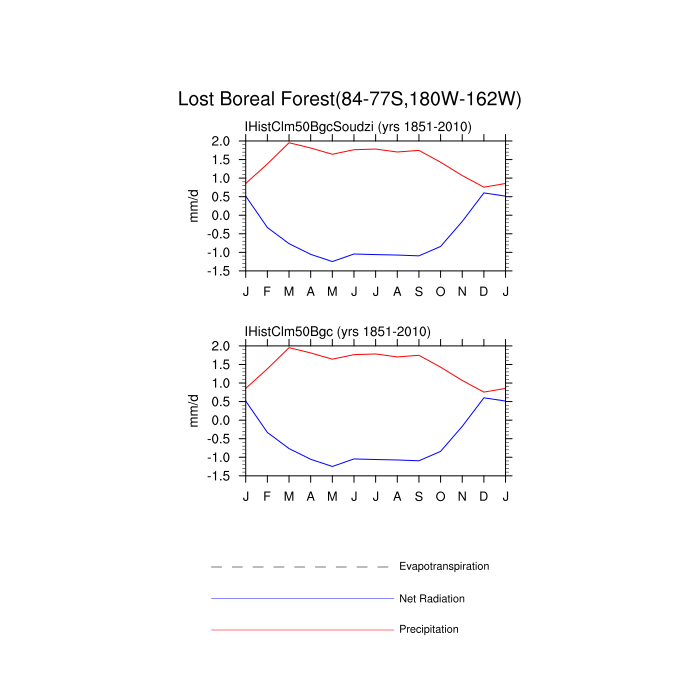 Lost Boreal Forest(84-77S,180W-162W)
IHistClm50BgcSoudzi (yrs 1851-2010)
2.0
1.5
1.0
0.5
0.0
-0.5
-1.0
-1.5
mm/d
J F M A M J J A S O N D J
IHistClm50Bgc (yrs 1851-2010)
2.0
1.5
1.0
0.5
0.0
-0.5
-1.0
-1.5
mm/d
J F M A M J J A S O N D J
Evapotranspiration
Net Radiation
Precipitation